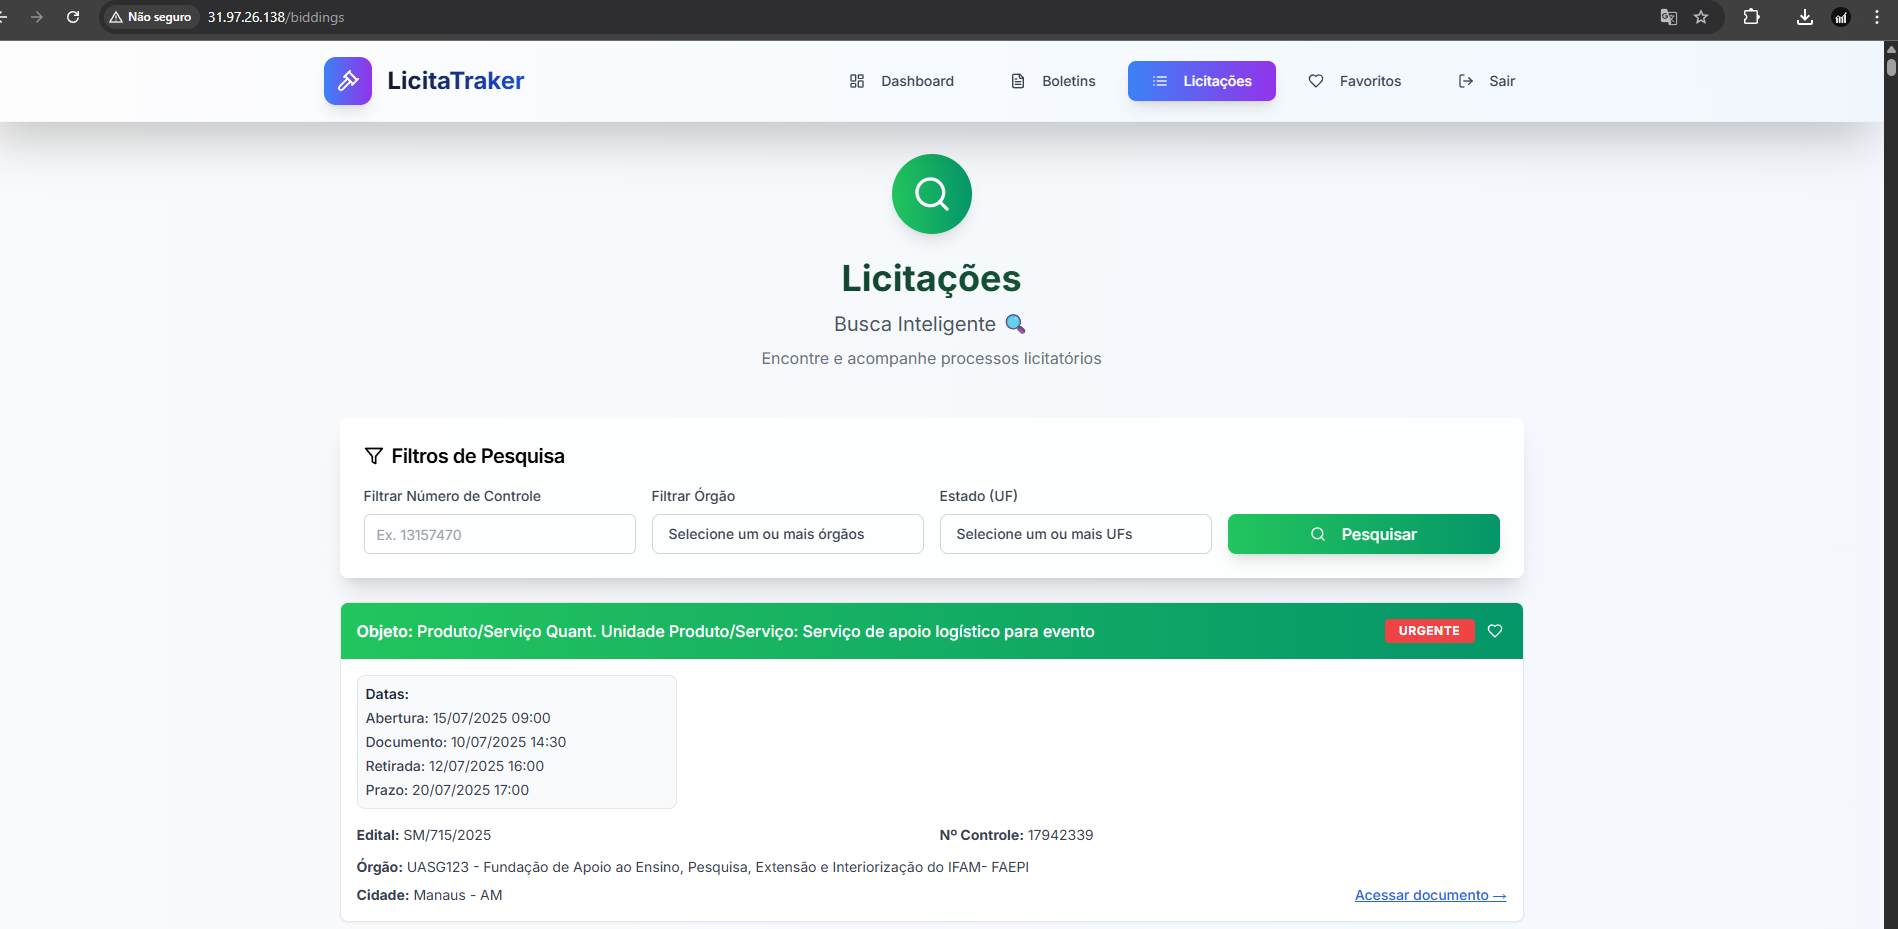 Não seguro
31.97.26.138/biddings
LicitaTraker
Dashboard
Boletins
Licitações
Favoritos
Sair
Licitações
Busca Inteligente 🔍
Encontre e acompanhe processos licitatórios
Filtros de Pesquisa
Filtrar Número de Controle
Filtrar Órgão
Estado (UF)
Ex. 13157470
Selecione um ou mais órgãos
Selecione um ou mais UFs
Pesquisar
Objeto: Produto/Serviço Quant. Unidade Produto/Serviço: Serviço de apoio logístico para evento
URGENTE
Datas:
Abertura: 15/07/2025 09:00
Documento: 10/07/2025 14:30
Retirada: 12/07/2025 16:00
Prazo: 20/07/2025 17:00
Edital: SM/715/2025
Nº Controle: 17942339
Órgão: UASG123 - Fundação de Apoio ao Ensino, Pesquisa, Extensão e Interiorização do IFAM- FAEPI
Cidade: Manaus - AM
Acessar documento →